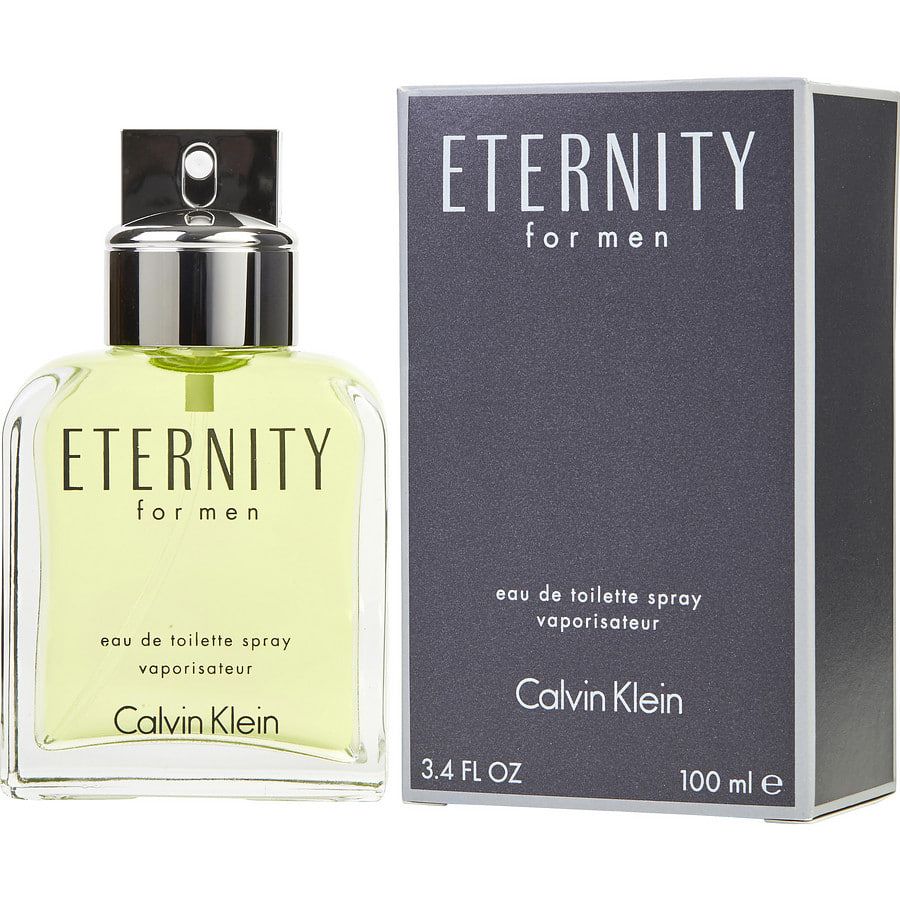 ETERNITY
for men
eau de toilette spray
vaporisateur
Calvin Klein
ETERNITY
for men
eau de toilette spray
vaporisateur
Calvin Klein
3.4 FL OZ 100 ml ℮